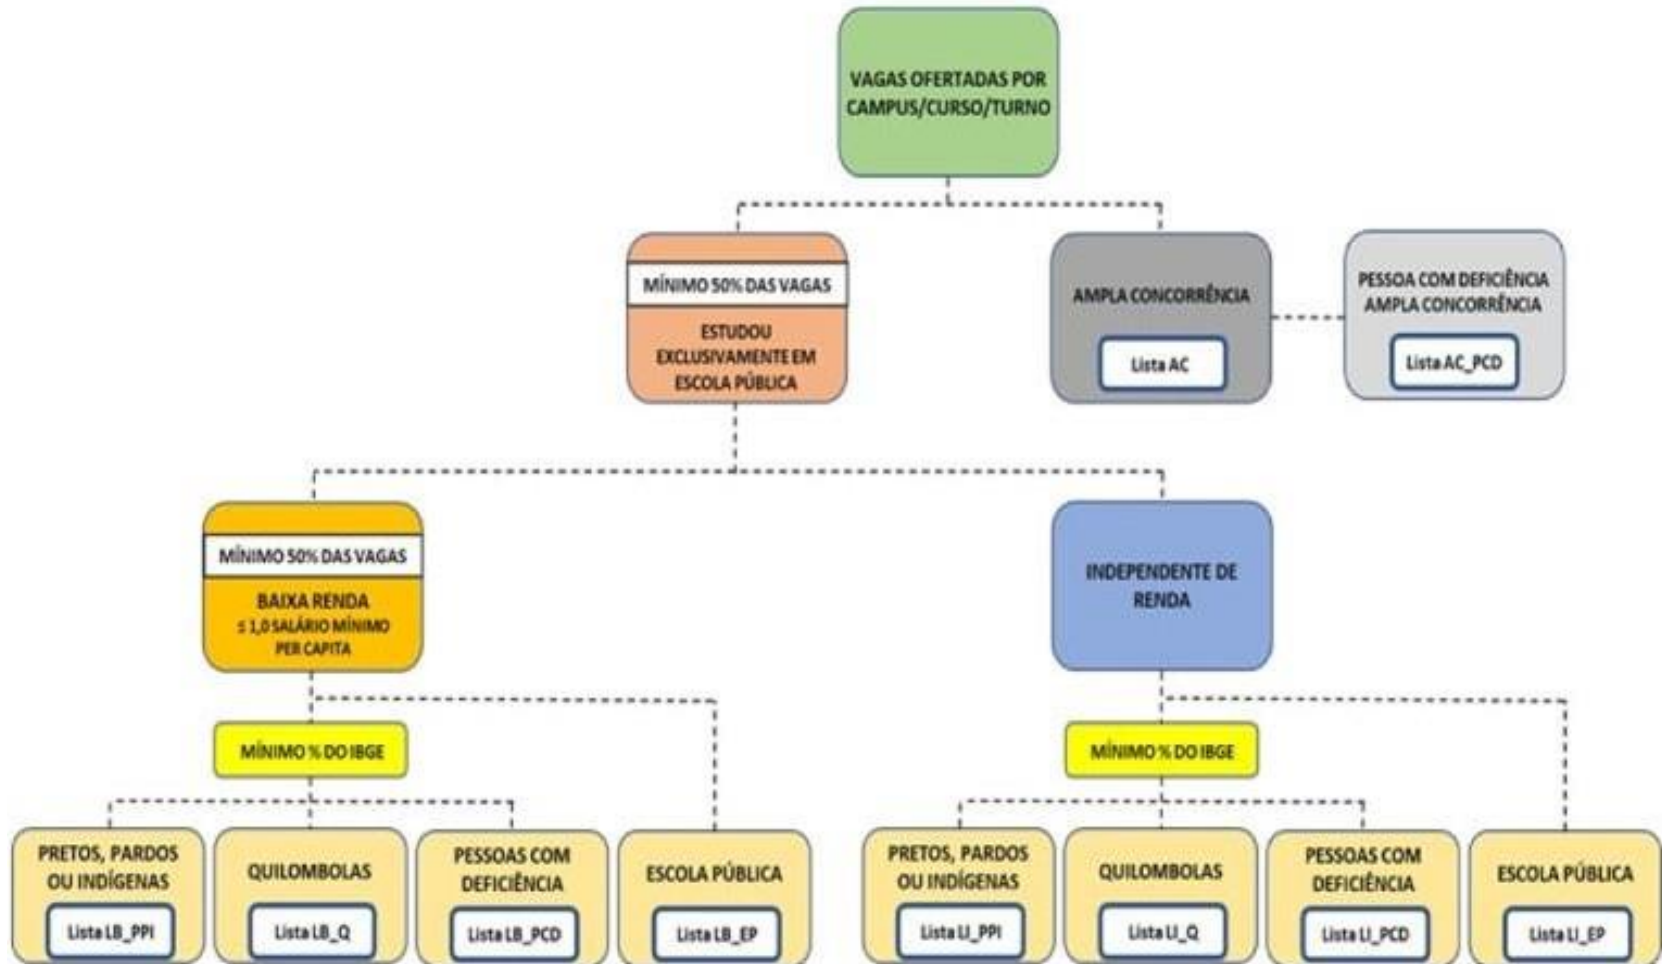 VAGAS OFERTADAS POR
CAMPUS/CURSO/TURNO
MÍNIMO 50% DAS VAGAS
ESTUDOU
EXCLUSIVAMENTE EM
ESCOLA PÚBLICA
AMPLA CONCORRÊNCIA
Lista AC
PESSOA COM DEFICIÊNCIA
AMPLA CONCORRÊNCIA
Lista AC_PCD
MÍNIMO 50% DAS VAGAS
BAIXA RENDA
≤ 1,0 SALÁRIO MÍNIMO
PER CAPITA
INDEPENDENTE DE
RENDA
MÍNIMO % DO IBGE
MÍNIMO % DO IBGE
PRETOS, PARDOS
OU INDÍGENAS
Lista LB_PPI
QUILOMBOLAS
Lista LB_Q
PESSOAS COM
DEFICIÊNCIA
Lista LB_PCD
ESCOLA PÚBLICA
Lista LB_EP
PRETOS, PARDOS
OU INDÍGENAS
Lista LI_PPI
QUILOMBOLAS
Lista LI_Q
PESSOAS COM
DEFICIÊNCIA
Lista LI_PCD
ESCOLA PÚBLICA
Lista LI_EP